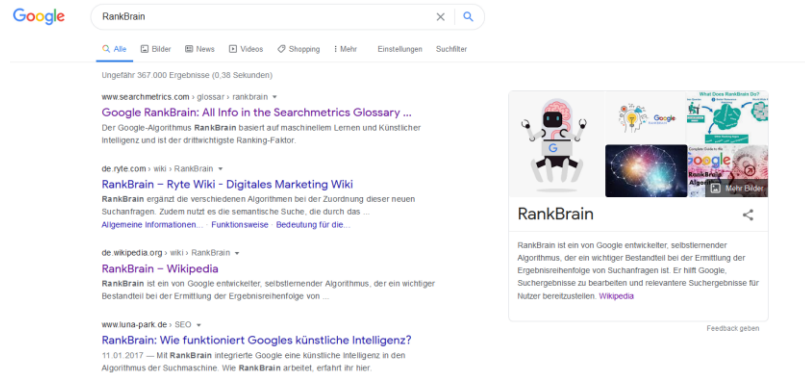 Google
RankBrain
Alle Bilder News Videos Shopping Mehr Einstellungen Suchfilter
Ungefähr 367.000 Ergebnisse (0,38 Sekunden)
www.searchmetrics.com › glossar › rankbrain
Google RankBrain: All Info in the Searchmetrics Glossary ...
Der Google-Algorithmus RankBrain basiert auf maschinellem Lernen und Künstlicher
Intelligenz und ist der drittwichtigste Ranking-Faktor.
de.ryte.com › wiki › RankBrain
RankBrain – Ryte Wiki - Digitales Marketing Wiki
RankBrain ergänzt die verschiedenen Algorithmen bei der Zuordnung dieser neuen
Suchanfragen. Zudem nutzt es die semantische Suche, die durch das ...
Allgemeine Informationen... · Funktionsweise · Bedeutung für die...
de.wikipedia.org › wiki › RankBrain
RankBrain – Wikipedia
RankBrain ist ein von Google entwickelter, selbstlernender Algorithmus, der ein wichtiger
Bestandteil bei der Ermittlung der Ergebnisreihenfolge von ...
www.luna-park.de › SEO
RankBrain: Wie funktioniert Googles künstliche Intelligenz?
11.01.2017 — Mit RankBrain integrierte Google eine künstliche Intelligenz in den
Algorithmus der Suchmaschine. Wie RankBrain arbeitet, erfahrt ihr hier.
G
Google
What Does RankBrain Do?
Google
RankBrain
Algorithm
Mehr Bilder
RankBrain
RankBrain ist ein von Google entwickelter, selbstlernender
Algorithmus, der ein wichtiger Bestandteil bei der Ermittlung der
Ergebnisreihenfolge von Suchanfragen ist. Er hilft Google,
Suchergebnisse zu bearbeiten und relevantere Suchergebnisse für
Nutzer bereitzustellen. Wikipedia
Feedback geben